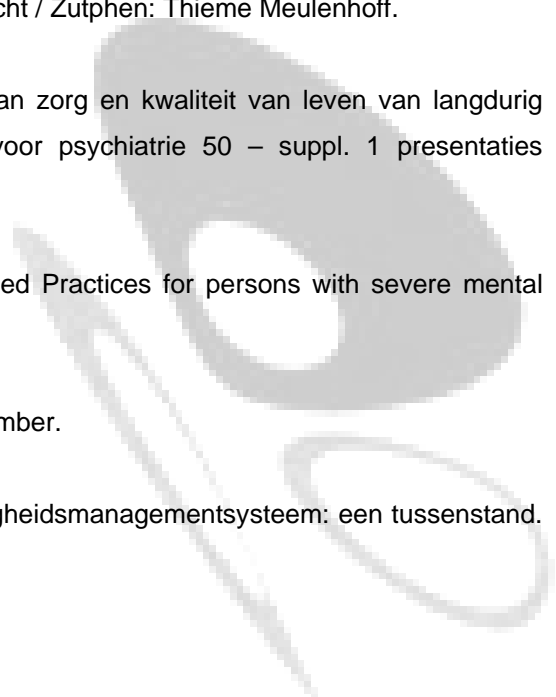 cht / Zutphen: Thieme Meulenhoff.
an zorg en kwaliteit van leven van langdurig
voor psychiatrie 50 – suppl. 1 presentaties
ed Practices for persons with severe mental
mber.
gheidsmanagementsysteem: een tussenstand.